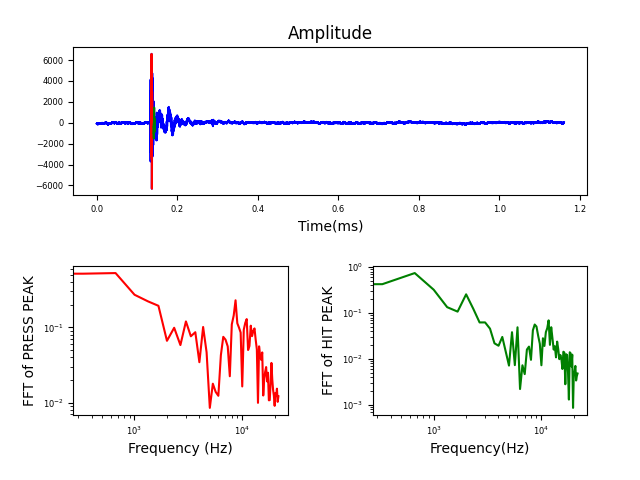 Amplitude
6000
4000
2000
0
−2000
−4000
−6000
0.0 0.2 0.4 0.6 0.8 1.0 1.2
Time(ms)
FFT of PRESS PEAK
10⁻¹
10⁻²
10³ 10⁴
Frequency (Hz)
FFT of HIT PEAK
10⁰
10⁻¹
10⁻²
10⁻³
10³ 10⁴
Frequency(Hz)